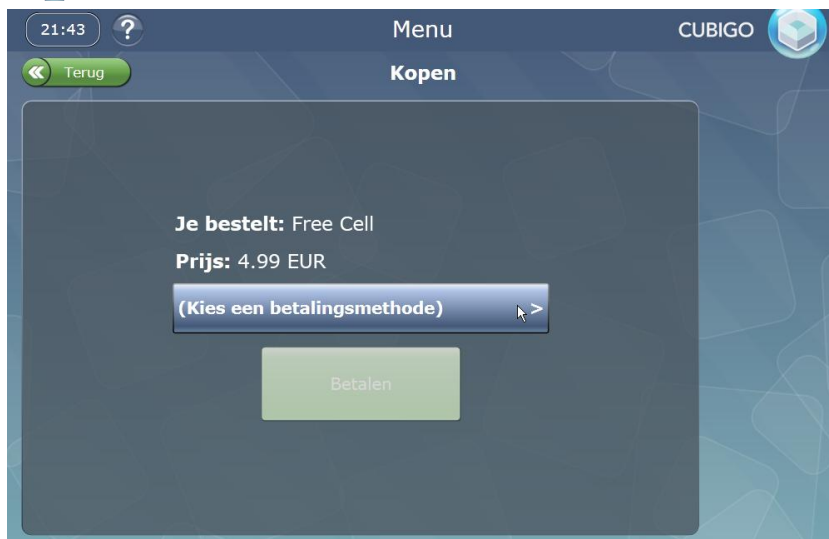 21:43 ? Menu CUBIGO
« Terug Kopen
Je bestelt: Free Cell
Prijs: 4.99 EUR
(Kies een betalingsmethode) >
Betalen